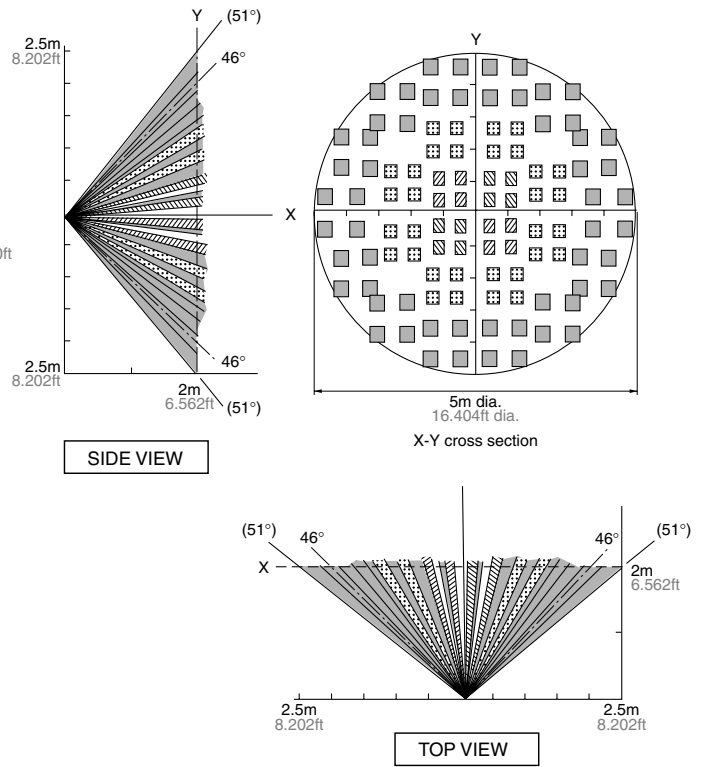 Y
(51°)
2.5m
8.202ft
46°
X
0ft
46°
2.5m
8.202ft
2m
6.562ft
(51°)
SIDE VIEW
Y
5m dia.
16.404ft dia.
X-Y cross section
(51°)
46°
X
46°
(51°)
2m
6.562ft
2.5m
8.202ft
2.5m
8.202ft
TOP VIEW